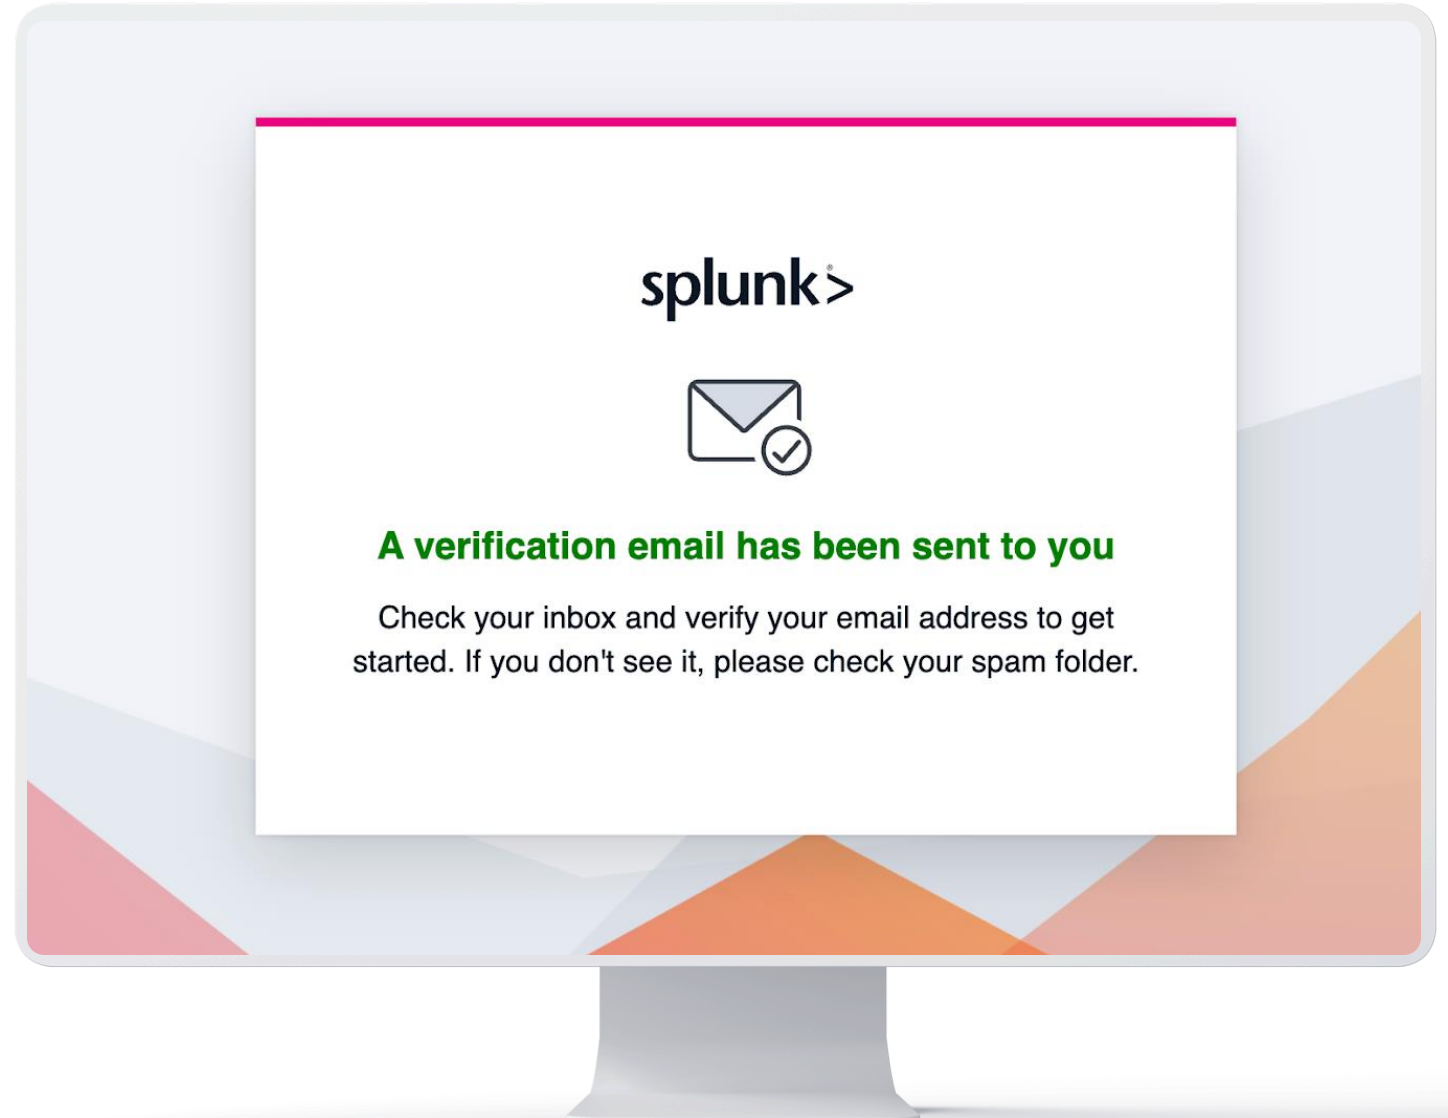 splunk>
A verification email has been sent to you
Check your inbox and verify your email address to get
started. If you don't see it, please check your spam folder.